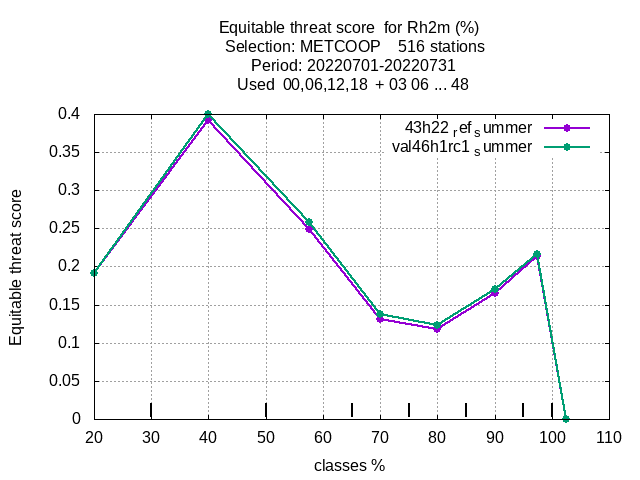 Equitable threat score for Rh2m (%)
Selection: METCOOP 516 stations
Period: 20220701-20220731
Used 00,06,12,18 + 03 06 ... 48
43h22 ref summer
val46h1rc1 summer
Equitable threat score
0.4
0.35
0.3
0.25
0.2
0.15
0.1
0.05
0
20 30 40 50 60 70 80 90 100 110
classes %